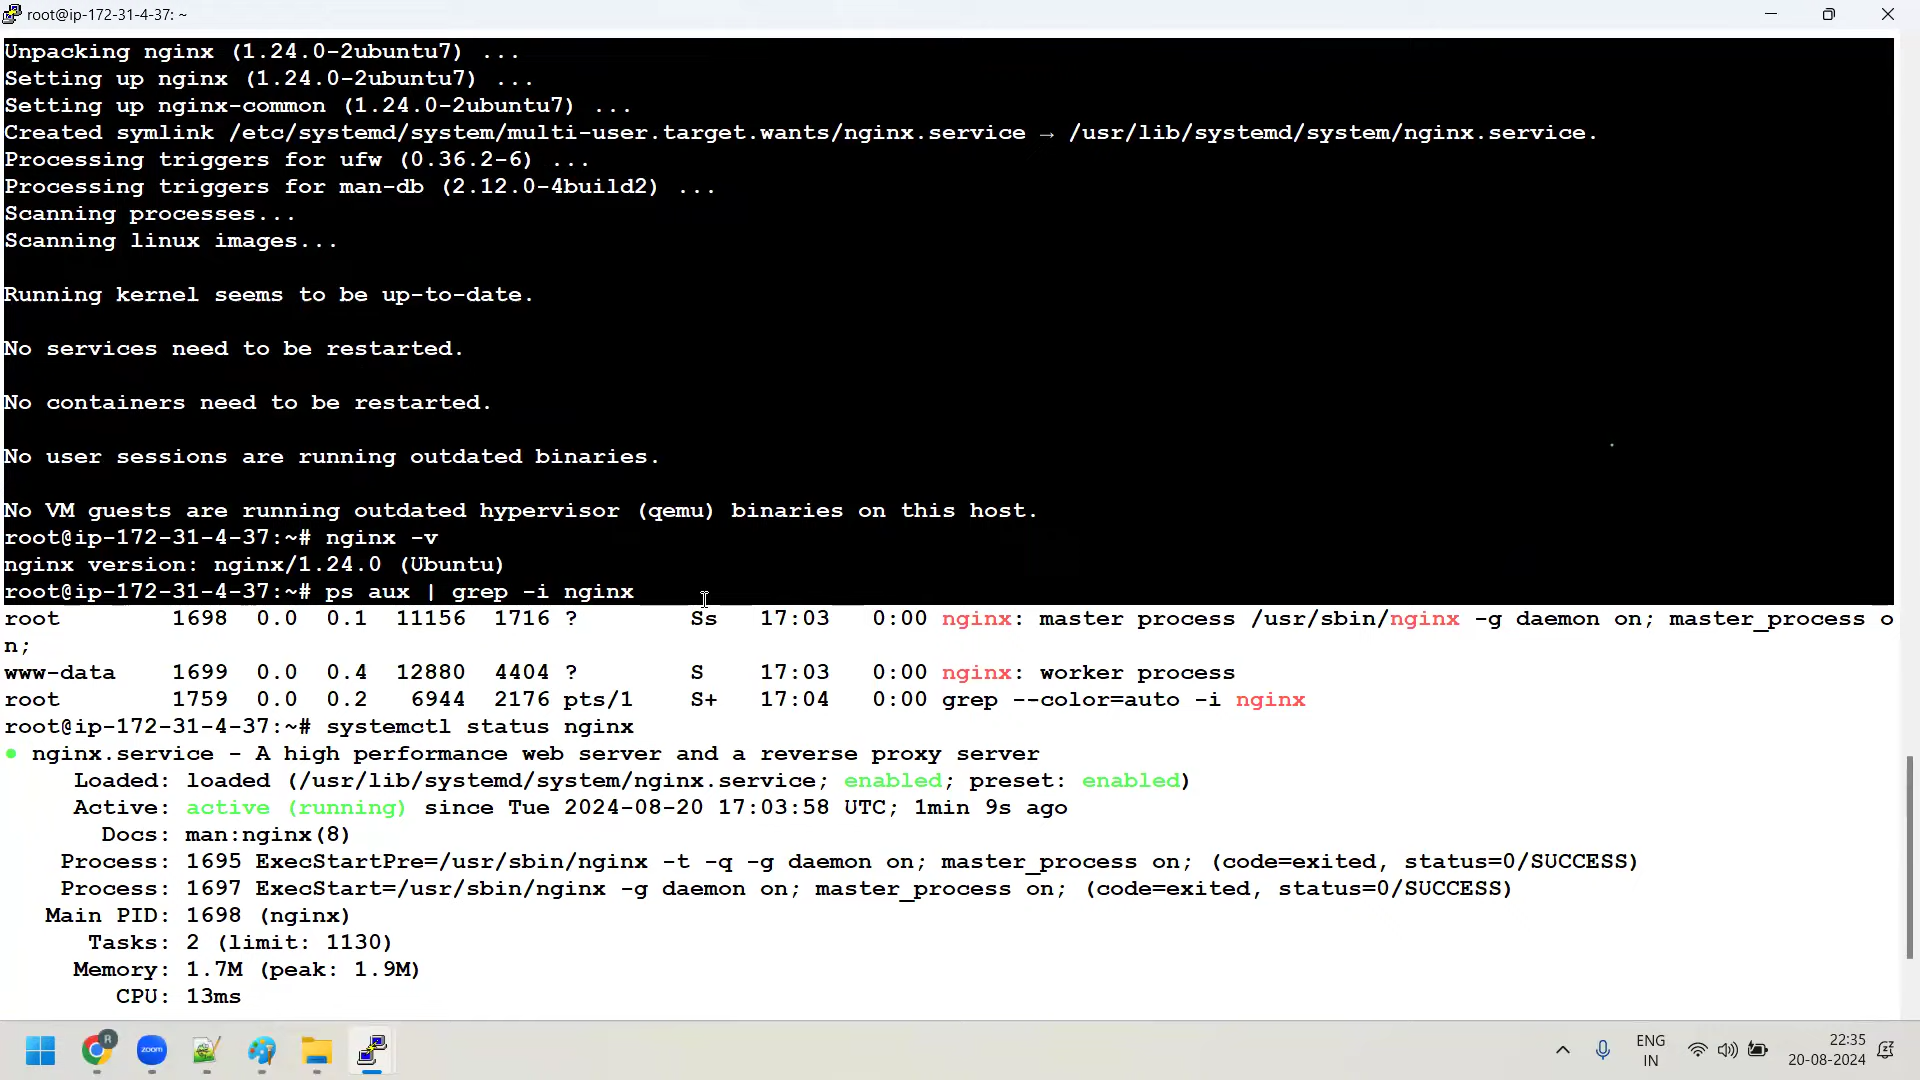 root@ip-172-31-4-37: ~
Unpacking nginx (1.24.0-2ubuntu7) ...
Setting up nginx (1.24.0-2ubuntu7) ...
Setting up nginx-common (1.24.0-2ubuntu7) ...
Created symlink /etc/systemd/system/multi-user.target.wants/nginx.service → /usr/lib/systemd/system/nginx.service.
Processing triggers for ufw (0.36.2-6) ...
Processing triggers for man-db (2.12.0-4build2) ...
Scanning processes...
Scanning linux images...
Running kernel seems to be up-to-date.
No services need to be restarted.
No containers need to be restarted.
No user sessions are running outdated binaries.
No VM guests are running outdated hypervisor (qemu) binaries on this host.
root@ip-172-31-4-37:~# nginx -v
nginx version: nginx/1.24.0 (Ubuntu)
root@ip-172-31-4-37:~# ps aux | grep -i nginx
root        1698  0.0  0.1  11156  1716 ?        Ss   17:03   0:00 nginx: master process /usr/sbin/nginx -g daemon on; master_process o
n;
www-data    1699  0.0  0.4  12880  4404 ?        S    17:03   0:00 nginx: worker process
root        1759  0.0  0.2   6944  2176 pts/1    S+   17:04   0:00 grep --color=auto -i nginx
root@ip-172-31-4-37:~# systemctl status nginx
● nginx.service - A high performance web server and a reverse proxy server
     Loaded: loaded (/usr/lib/systemd/system/nginx.service; enabled; preset: enabled)
     Active: active (running) since Tue 2024-08-20 17:03:58 UTC; 1min 9s ago
       Docs: man:nginx(8)
    Process: 1695 ExecStartPre=/usr/sbin/nginx -t -q -g daemon on; master_process on; (code=exited, status=0/SUCCESS)
    Process: 1697 ExecStart=/usr/sbin/nginx -g daemon on; master_process on; (code=exited, status=0/SUCCESS)
   Main PID: 1698 (nginx)
      Tasks: 2 (limit: 1130)
     Memory: 1.7M (peak: 1.9M)
        CPU: 13ms
R
zoom
ENG
IN
22:35
20-08-2024